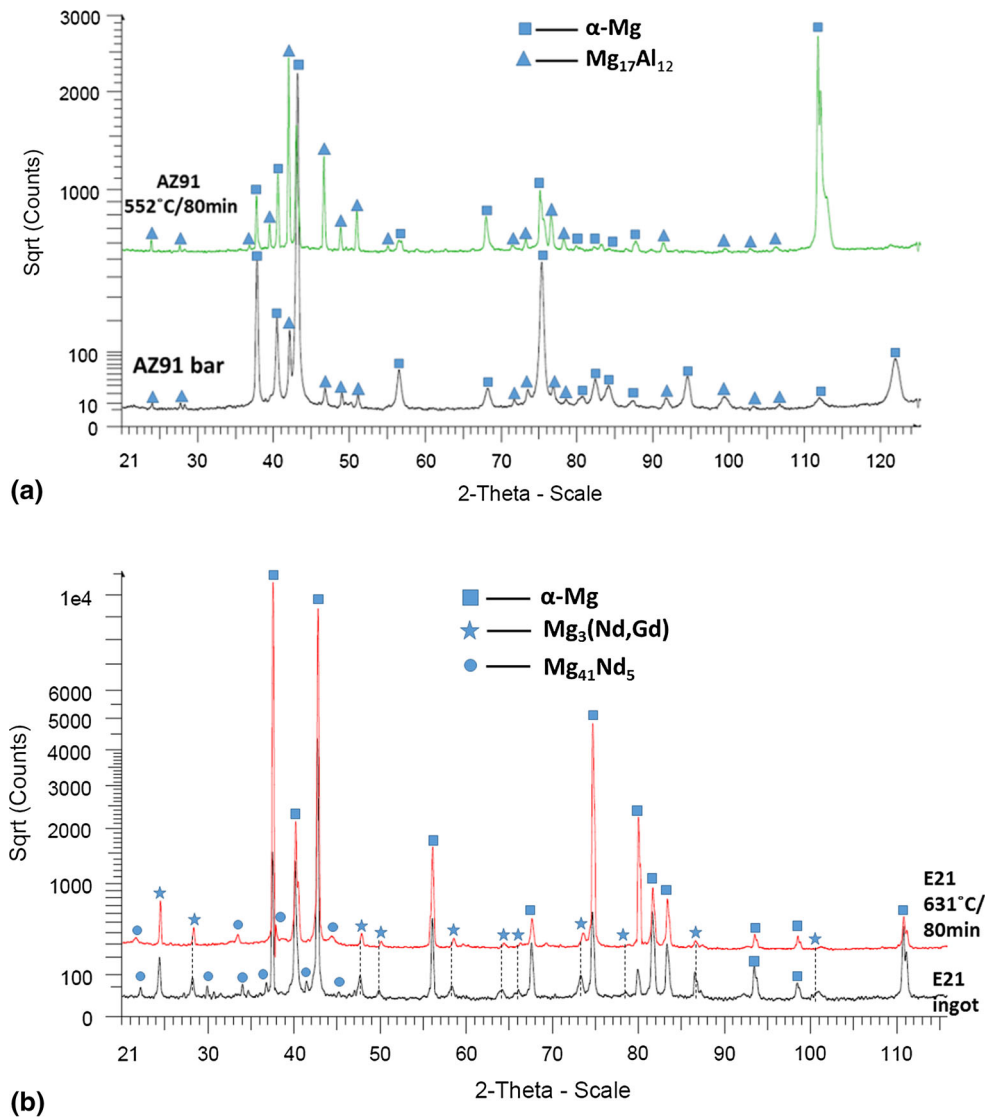 3000
2000
1000
100
10
0
Sqrt (Counts)
α-Mg
Mg₁₇Al₁₂
AZ91
552˚C/80min
AZ91 bar
21 30 40 50 60 70 80 90 100 110 120
2-Theta - Scale
(a)
1e4
6000
5000
4000
3000
2000
1000
100
0
Sqrt (Counts)
α-Mg
Mg₃(Nd,Gd)
Mg₄₁Nd₅
E21
631˚C/
80min
E21
ingot
21 30 40 50 60 70 80 90 100 110
2-Theta - Scale
(b)